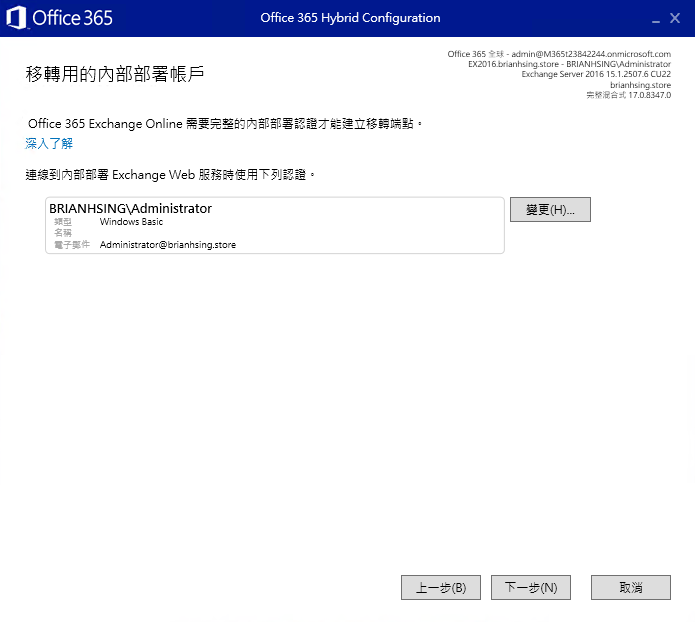 Office 365
Office 365 Hybrid Configuration
Office 365 全球 - admin@M365t23842244.onmicrosoft.com
EX2016.brianhsing.store - BRIANHSING\Administrator
Exchange Server 2016 15.1.2507.6 CU22
brianhsing.store
完整混合式 17.0.8347.0
移轉用的內部部署帳戶
Office 365 Exchange Online 需要完整的內部部署認證才能建立移轉端點。
深入了解
連線到內部部署 Exchange Web 服務時使用下列認證。
BRIANHSING\Administrator
類型 Windows Basic
名稱
電子郵件 Administrator@brianhsing.store
變更(H)...
上一步(B)
下一步(N)
取消